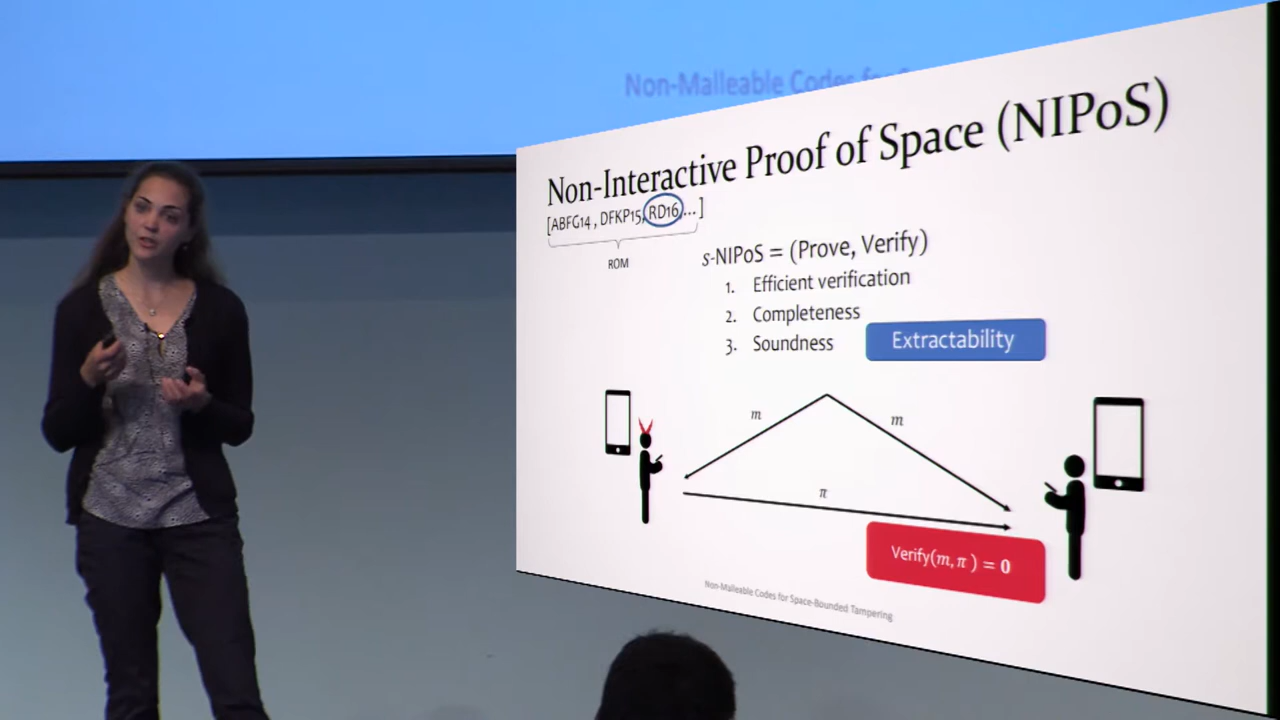 Non-Malleable Codes for
Non-Interactive Proof of Space (NIPoS)
[ABFG14 , DFKP15, RD16,... ]
ROM
s-NIPoS = (Prove, Verify)
1. Efficient verification
2. Completeness
3. Soundness
Extractability
m
m
π
Verify(m, π ) = 0
Non-Malleable Codes for Space-Bounded Tampering